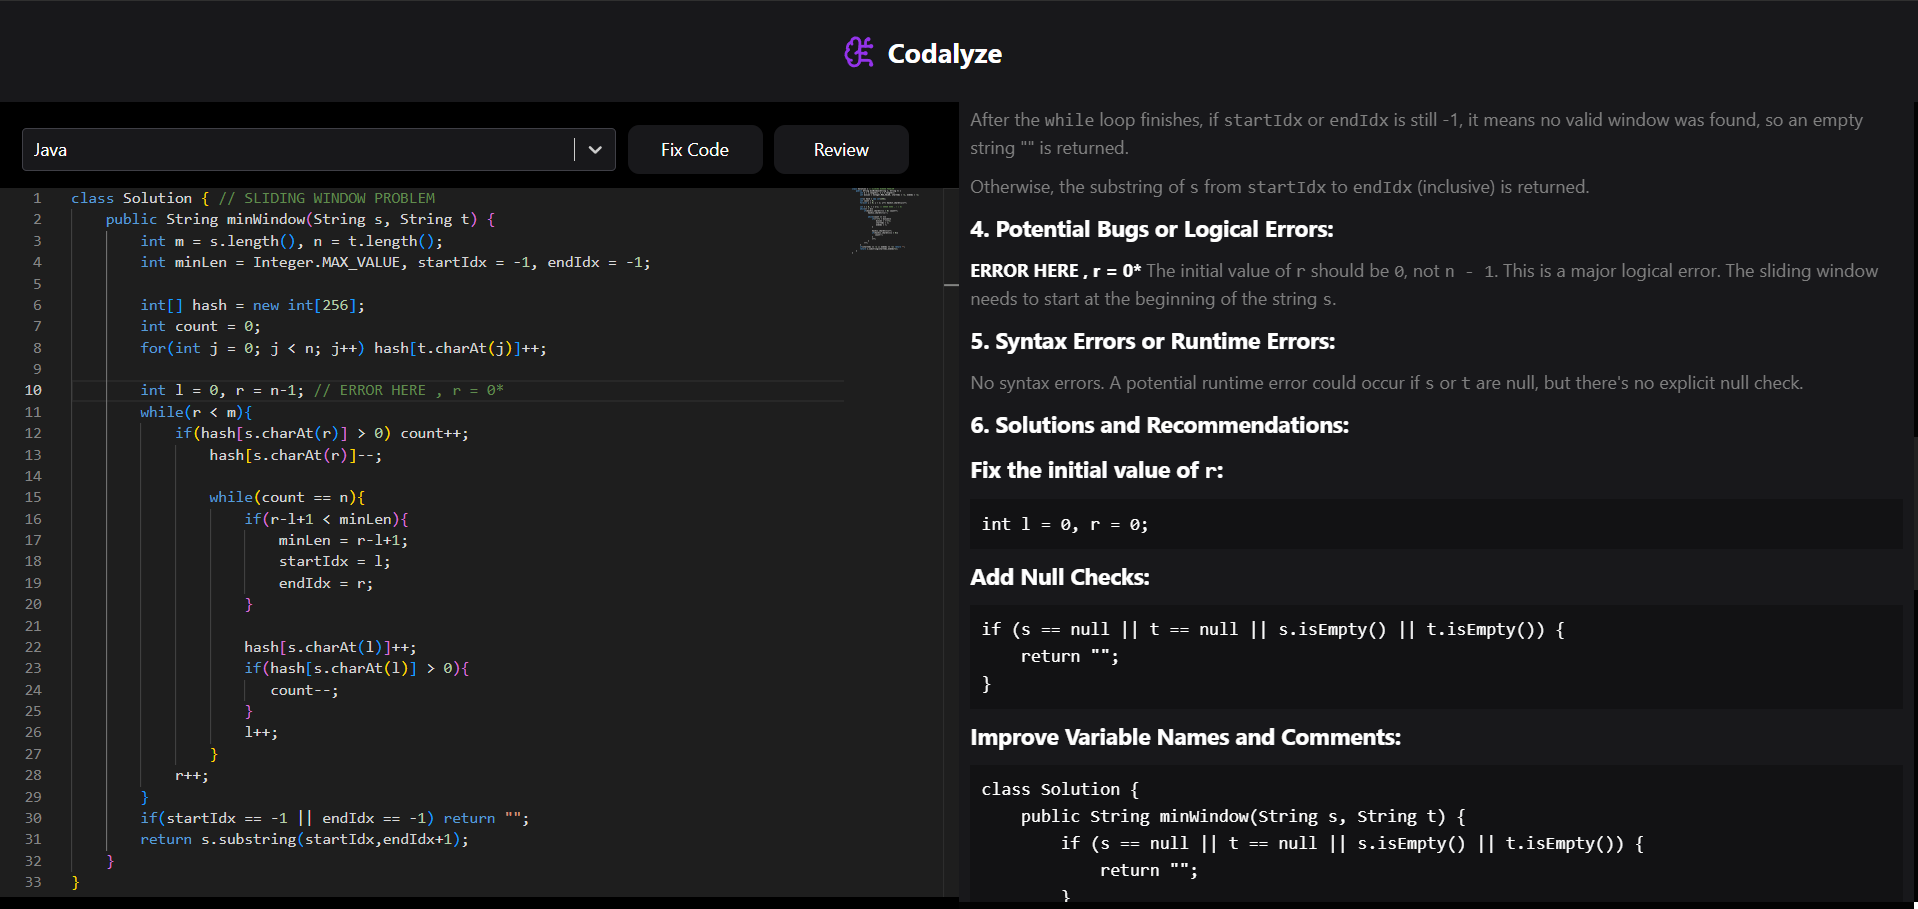 Codalyze
Java
Fix Code
Review
1 class Solution { // SLIDING WINDOW PROBLEM
2 public String minWindow(String s, String t) {
3 int m = s.length(), n = t.length();
4 int minLen = Integer.MAX_VALUE, startIdx = -1, endIdx = -1;
5
6 int[] hash = new int[256];
7 int count = 0;
8 for(int j = 0; j < n; j++) hash[t.charAt(j)]++;
9
10 int l = 0, r = n-1; // ERROR HERE , r = 0*
11 while(r < m){
12 if(hash[s.charAt(r)] > 0) count++;
13 hash[s.charAt(r)]--;
14
15 while(count == n){
16 if(r-l+1 < minLen){
17 minLen = r-l+1;
18 startIdx = l;
19 endIdx = r;
20 }
21
22 hash[s.charAt(l)]++;
23 if(hash[s.charAt(l)] > 0){
24 count--;
25 }
26 l++;
27 }
28 r++;
29 }
30 if(startIdx == -1 || endIdx == -1) return "";
31 return s.substring(startIdx,endIdx+1);
32 }
33 }
After the while loop finishes, if startIdx or endIdx is still -1, it means no valid window was found, so an empty
string "" is returned.
Otherwise, the substring of s from startIdx to endIdx (inclusive) is returned.
4. Potential Bugs or Logical Errors:
ERROR HERE , r = 0* The initial value of r should be 0, not n - 1. This is a major logical error. The sliding window
needs to start at the beginning of the string s.
5. Syntax Errors or Runtime Errors:
No syntax errors. A potential runtime error could occur if s or t are null, but there's no explicit null check.
6. Solutions and Recommendations:
Fix the initial value of r:
int l = 0, r = 0;
Add Null Checks:
if (s == null || t == null || s.isEmpty() || t.isEmpty()) {
return "";
}
Improve Variable Names and Comments:
class Solution {
public String minWindow(String s, String t) {
if (s == null || t == null || s.isEmpty() || t.isEmpty()) {
return "";
}